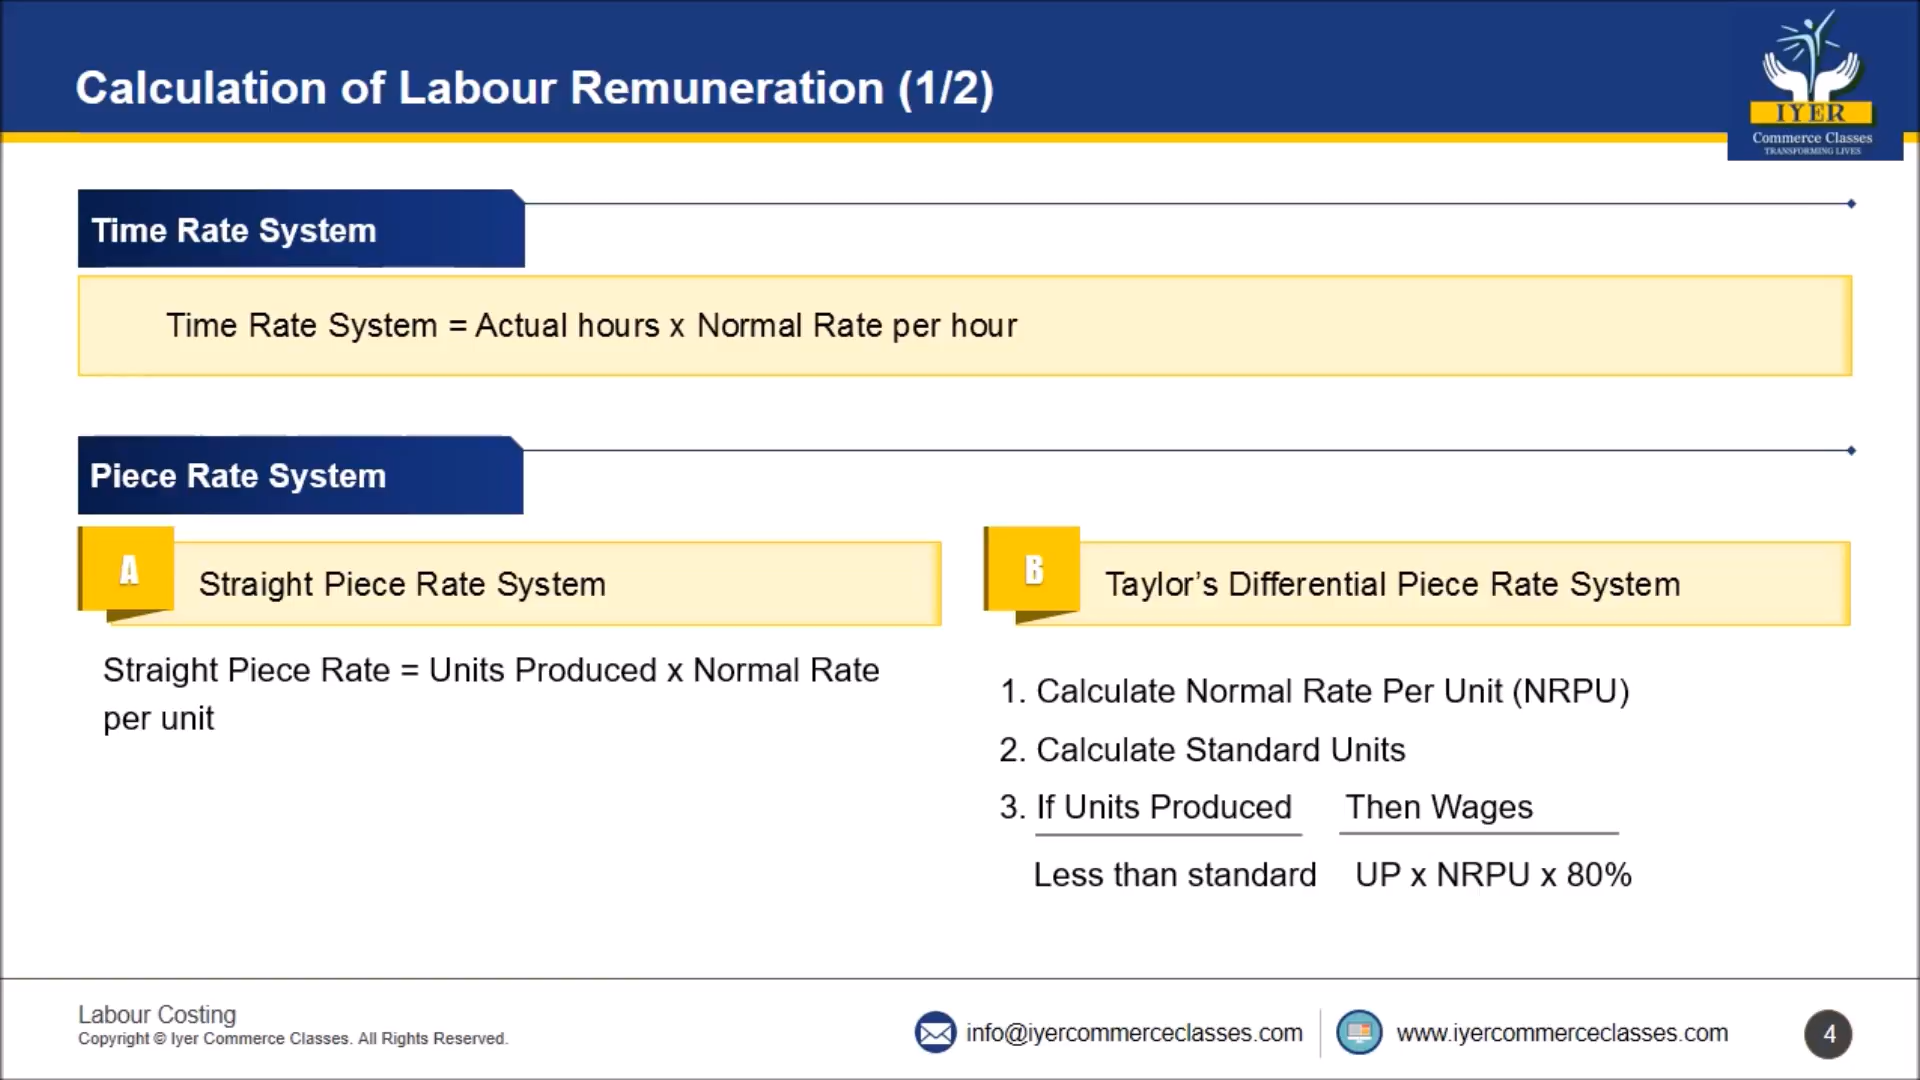 Calculation of Labour Remuneration (1/2)
IYER
Commerce Classes
TRANSFORMING LIVES
Time Rate System
Time Rate System = Actual hours x Normal Rate per hour
Piece Rate System
A
Straight Piece Rate System
Straight Piece Rate = Units Produced x Normal Rate
per unit
B
Taylor’s Differential Piece Rate System
1. Calculate Normal Rate Per Unit (NRPU)
2. Calculate Standard Units
3. If Units Produced Then Wages
Less than standard UP x NRPU x 80%
Labour Costing
Copyright © Iyer Commerce Classes. All Rights Reserved.
info@iyercommerceclasses.com
www.iyercommerceclasses.com
4